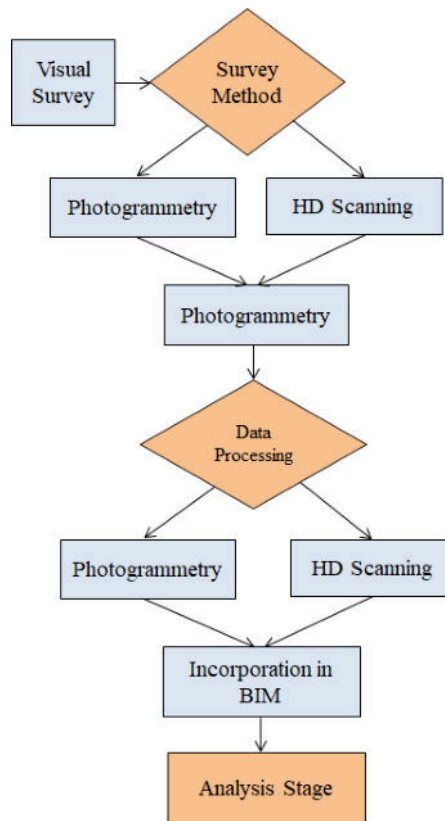 Visual
Survey
Survey
Method
Photogrammetry
HD Scanning
Photogrammetry
Data
Processing
Photogrammetry
HD Scanning
Incorporation in
BIM
Analysis Stage